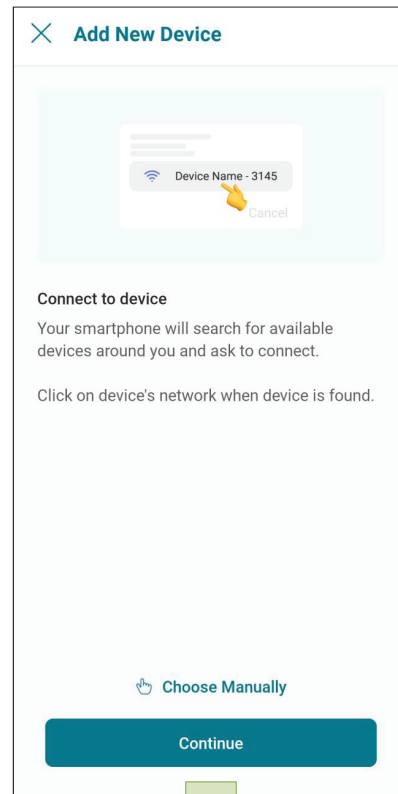 Add New Device
Device Name - 3145
Cancel
Connect to device
Your smartphone will search for available
devices around you and ask to connect.
Click on device's network when device is found.
Choose Manually
Continue